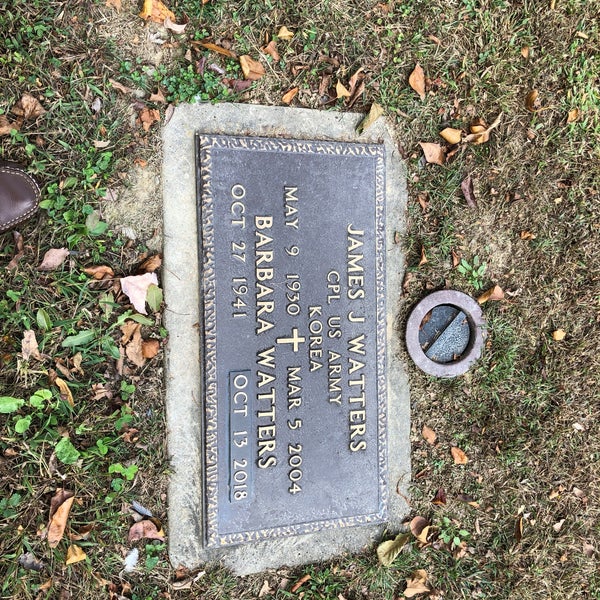 JAMES J WATTERS
CPL US ARMY
KOREA
MAY 9 1930 MAR 5 2004
BARBARA WATTERS
OCT 27 1941 OCT 13 2018